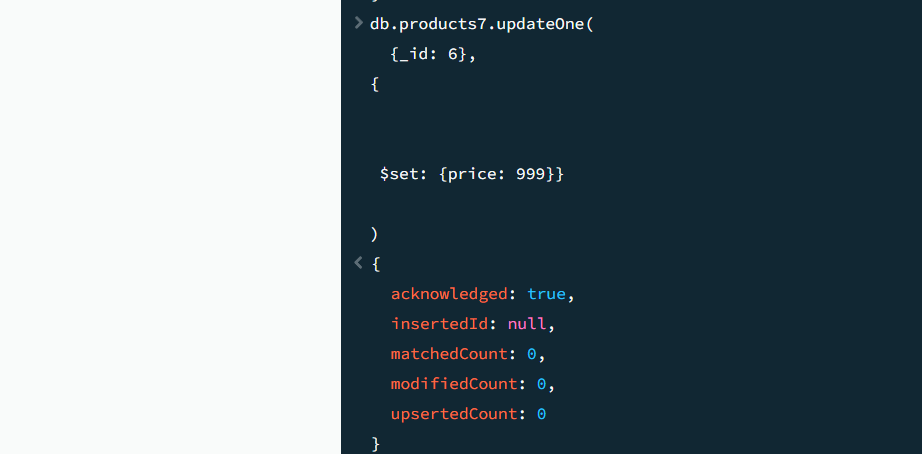 > db.products7.updateOne(
{_id: 6},
{
$set: {price: 999}}
)
< {
acknowledged: true,
insertedId: null,
matchedCount: 0,
modifiedCount: 0,
upsertedCount: 0
}